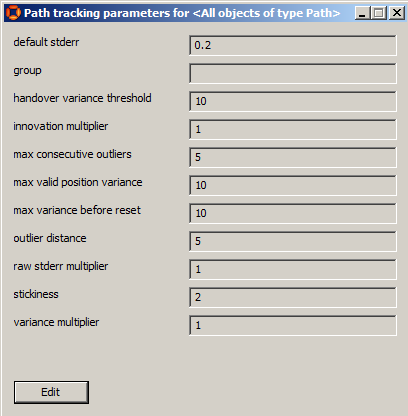 Path tracking parameters for <All objects of type Path>
default stderr 0.2
group
handover variance threshold 10
innovation multiplier 1
max consecutive outliers 5
max valid position variance 10
max variance before reset 10
outlier distance 5
raw stderr multiplier 1
stickiness 2
variance multiplier 1
Edit